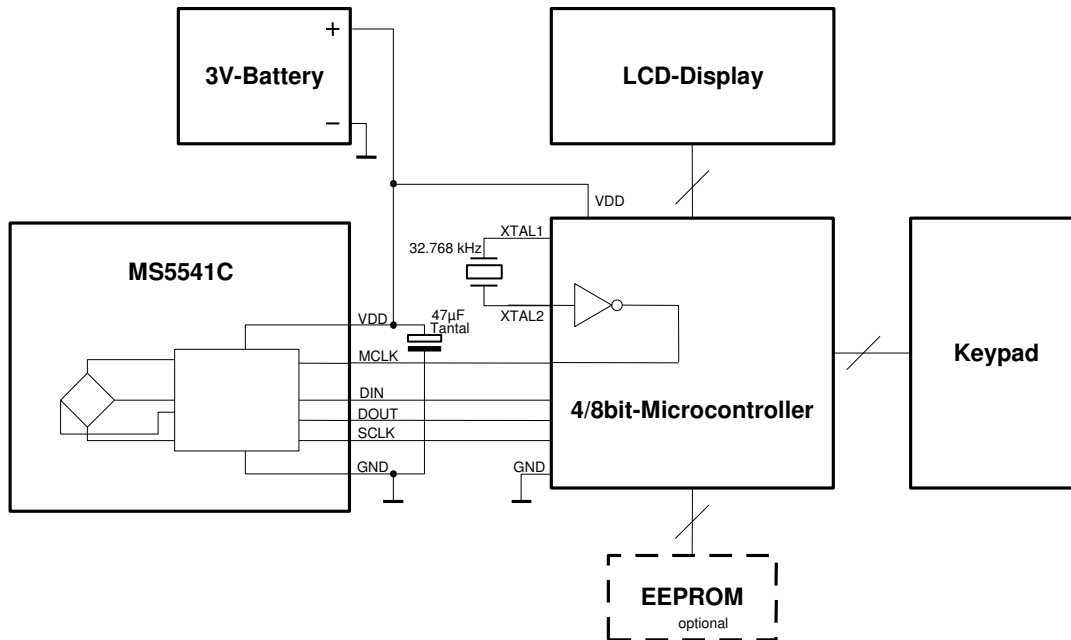 +
3V-Battery
−
LCD-Display
VDD
MS5541C
32.768 kHz
XTAL1
XTAL2
47µF
Tantal
VDD
MCLK
DIN
DOUT
SCLK
GND
4/8bit-Microcontroller
GND
Keypad
EEPROM
optional